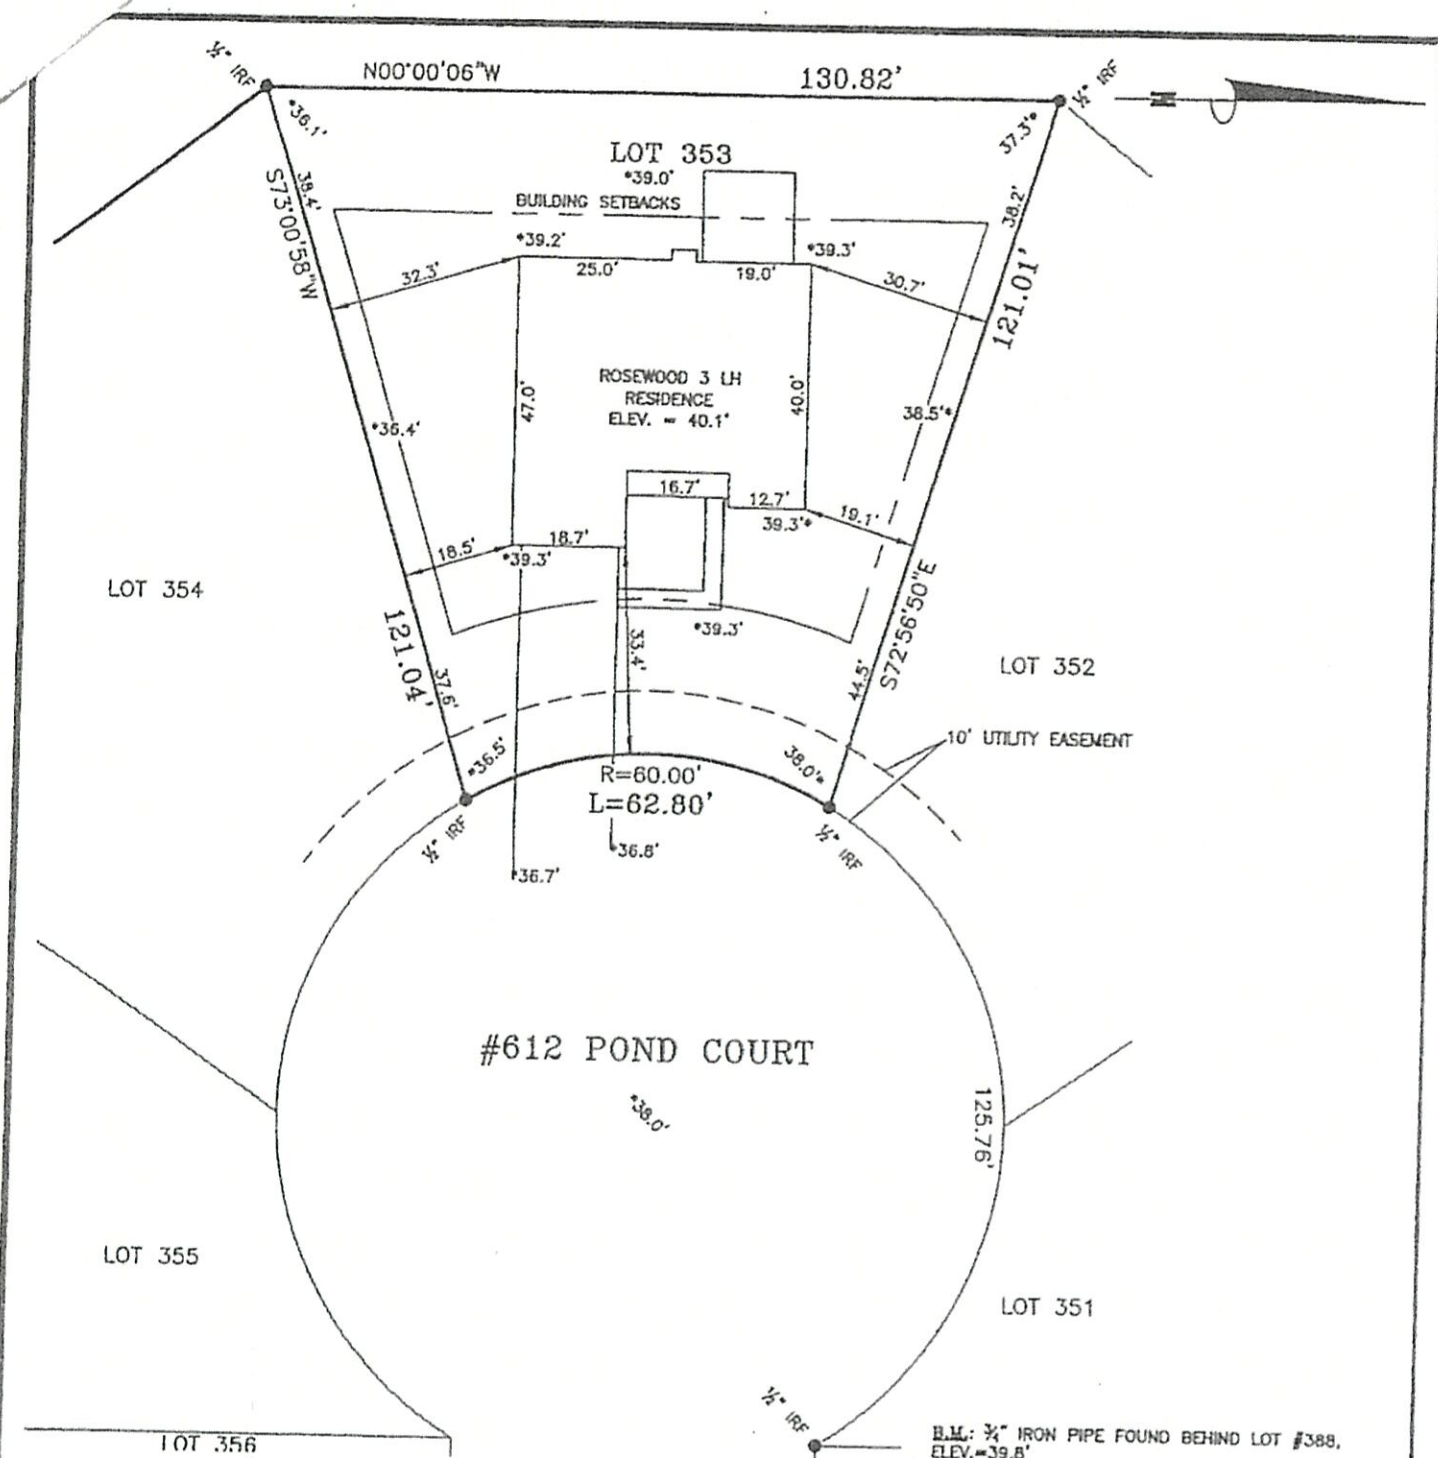 ½" IRF
N00°00'06"W
130.82'
½" IRF
N
*36.1'
37.3'*
LOT 353
*39.0'
38.4'
S73°00'58"W
BUILDING SETBACKS
38.2'
*39.2'
*39.3'
32.3'
25.0'
19.0'
30.7'
121.01'
ROSEWOOD 3 LH
RESIDENCE
ELEV. = 40.1'
47.0'
40.0'
38.5'*
16.7'
12.7'
39.3'*
19.1'
18.5'
18.7'
*39.3'
LOT 354
S72°56'50"E
121.04'
33.4'
*39.3'
LOT 352
37.6'
44.5'
10' UTILITY EASEMENT
*36.5'
38.0'*
R=60.00'
L=62.80'
½" IRF
½" IRF
*36.8'
*36.7'
#612 POND COURT
*38.0'
125.76'
LOT 355
LOT 351
½" IRF
LOT 356
B.M.: ¾" IRON PIPE FOUND BEHIND LOT #388,
ELEV.=39.8'